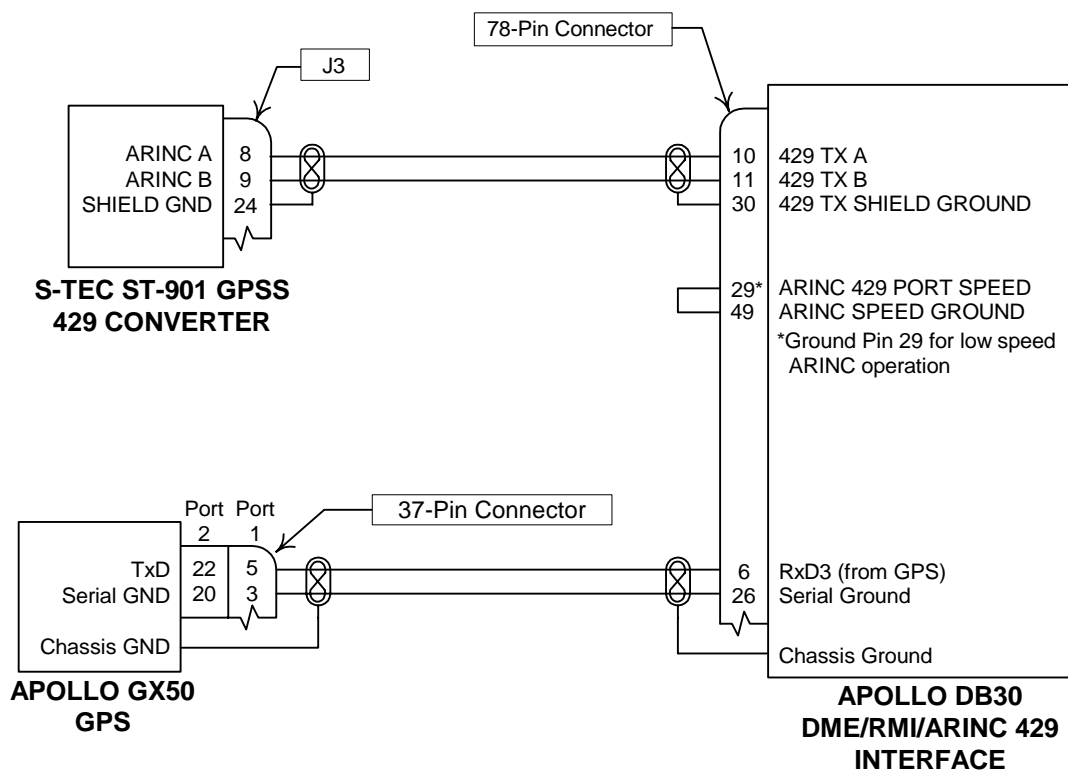 78-Pin Connector
J3
ARINC A 8
ARINC B 9
SHIELD GND 24
10 429 TX A
11 429 TX B
30 429 TX SHIELD GROUND
S-TEC ST-901 GPSS
429 CONVERTER
29* ARINC 429 PORT SPEED
49 ARINC SPEED GROUND
*Ground Pin 29 for low speed
ARINC operation
37-Pin Connector
Port Port
2 1
TxD 22 5
Serial GND 20 3
Chassis GND
6 RxD3 (from GPS)
26 Serial Ground
Chassis Ground
APOLLO GX50
GPS
APOLLO DB30
DME/RMI/ARINC 429
INTERFACE